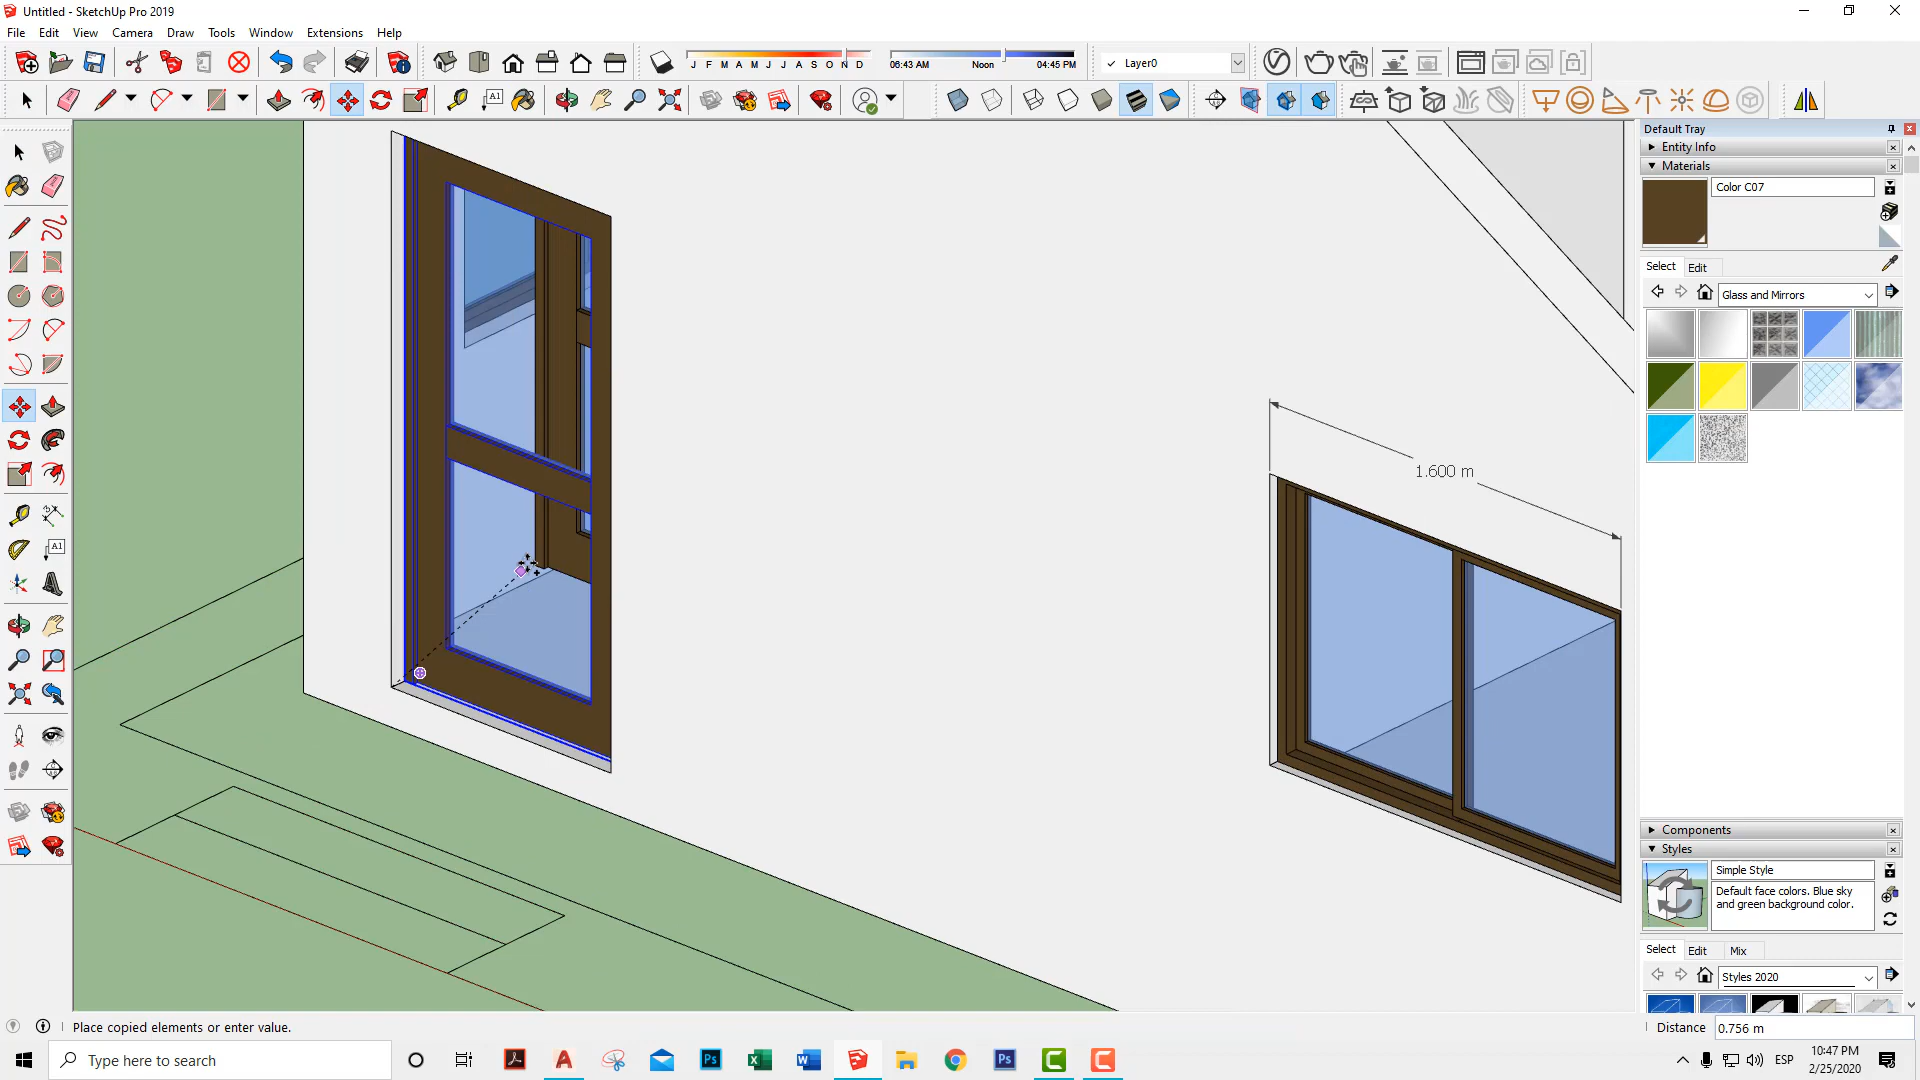 Untitled - SketchUp Pro 2019
File Edit View Camera Draw Tools Window Extensions Help
J F M A M J J A S O N D
06:43 AM Noon 04:45 PM
Layer0
A1
Default Tray
Entity Info
Materials
Color C07
Select Edit
Glass and Mirrors
A1
1.600 m
Components
Styles
Simple Style
Default face colors. Blue sky
and green background color.
Select Edit Mix
Styles 2020
Place copied elements or enter value.
Distance 0.756 m
Type here to search
ESP
10:47 PM
2/25/2020